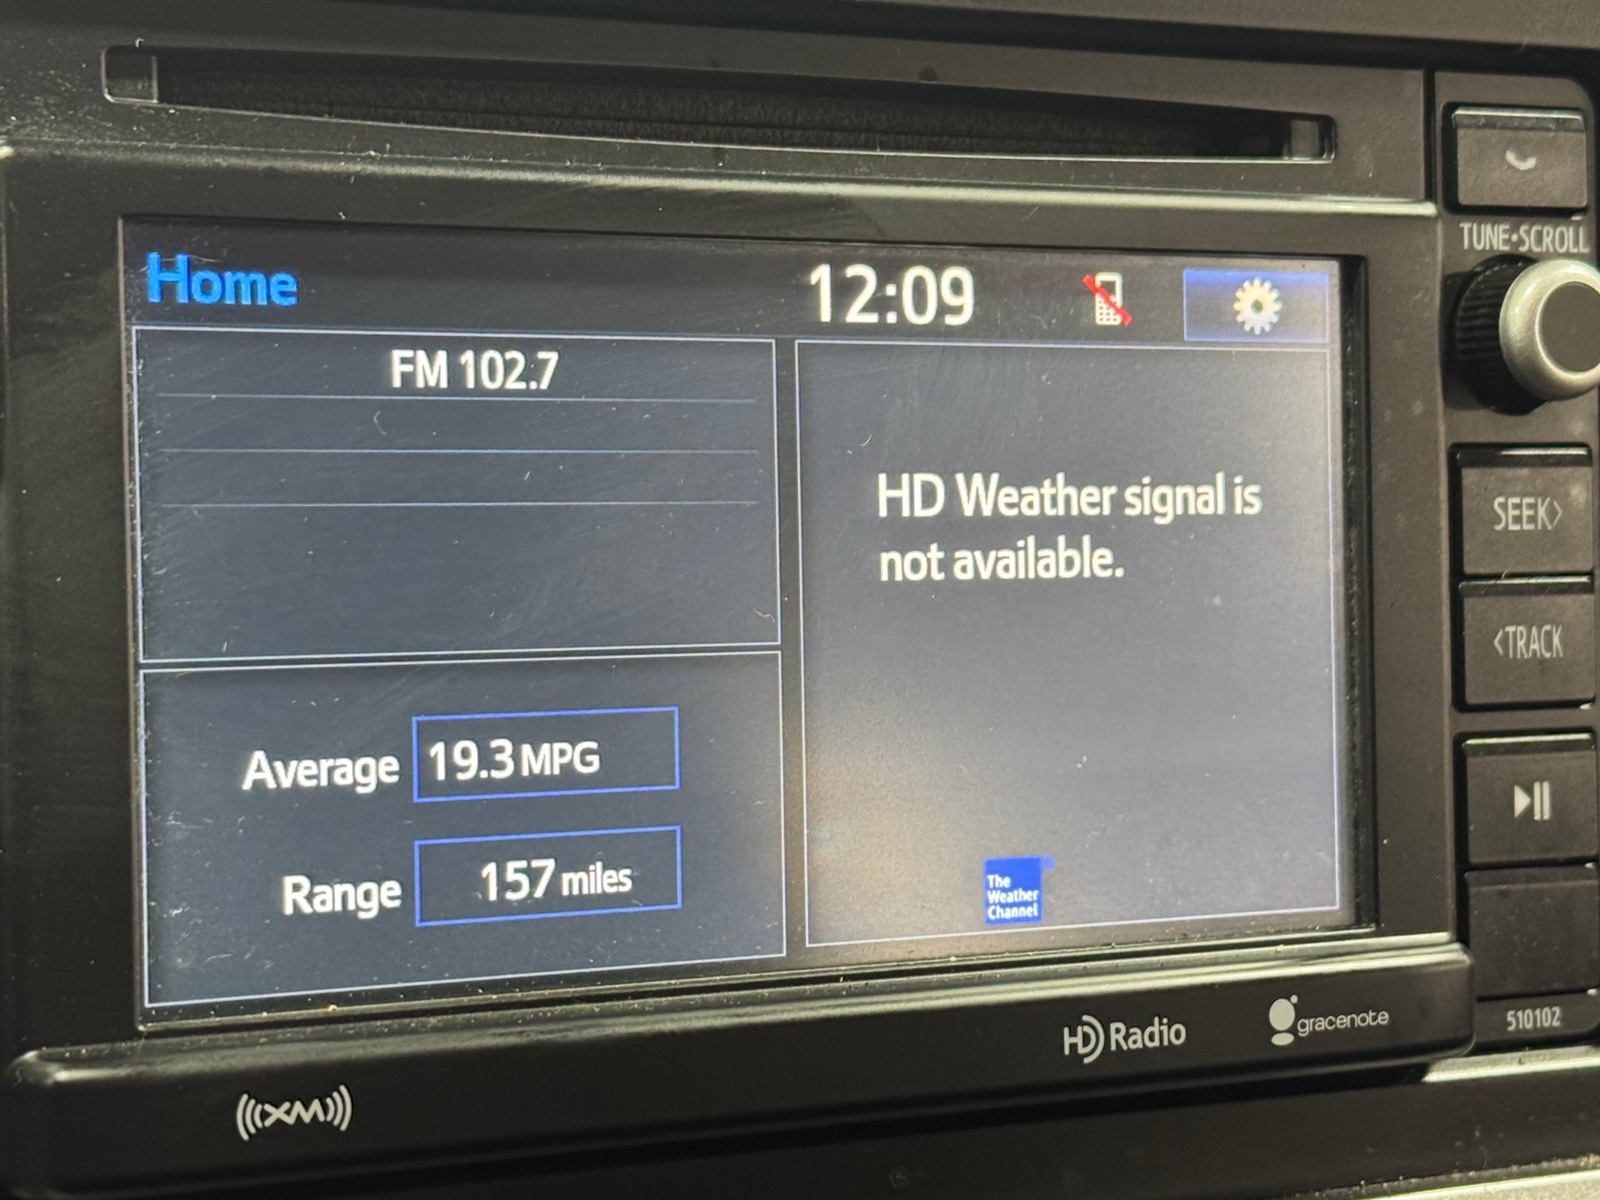 TUNE•SCROLL
Home
12:09
FM 102.7
HD Weather signal is
not available.
SEEK>
<TRACK
Average 19.3 MPG
Range 157 miles
The
Weather
Channel
HD Radio
gracenote
510102
((XM))